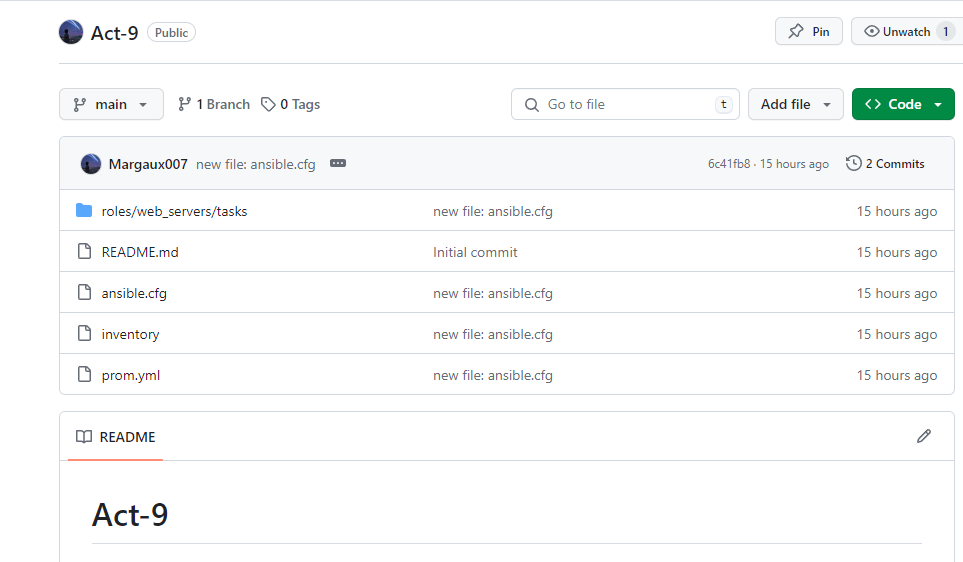 Act-9 Public Pin Unwatch 1
main 1 Branch 0 Tags Go to file t Add file Code
Margaux007 new file: ansible.cfg 6c41fb8 · 15 hours ago 2 Commits
roles/web_servers/tasks new file: ansible.cfg 15 hours ago
README.md Initial commit 15 hours ago
ansible.cfg new file: ansible.cfg 15 hours ago
inventory new file: ansible.cfg 15 hours ago
prom.yml new file: ansible.cfg 15 hours ago
README
Act-9